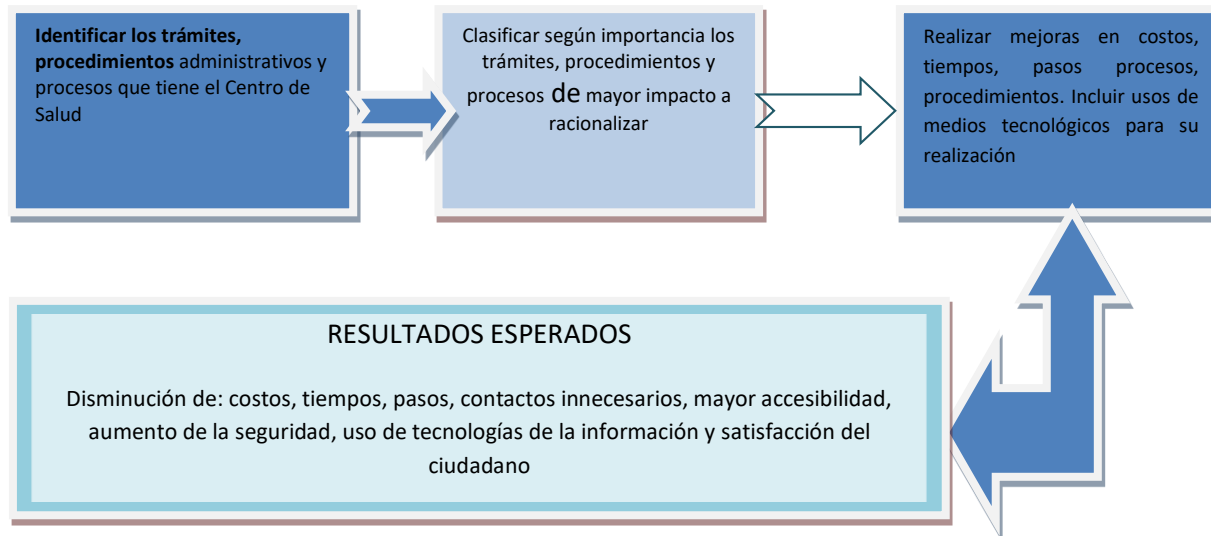 Identificar los trámites,
procedimientos administrativos y
procesos que tiene el Centro de
Salud
Clasificar según importancia los
trámites, procedimientos y
procesos de mayor impacto a
racionalizar
Realizar mejoras en costos,
tiempos, pasos procesos,
procedimientos. Incluir usos de
medios tecnológicos para su
realización
RESULTADOS ESPERADOS
Disminución de: costos, tiempos, pasos, contactos innecesarios, mayor accesibilidad,
aumento de la seguridad, uso de tecnologías de la información y satisfacción del
ciudadano